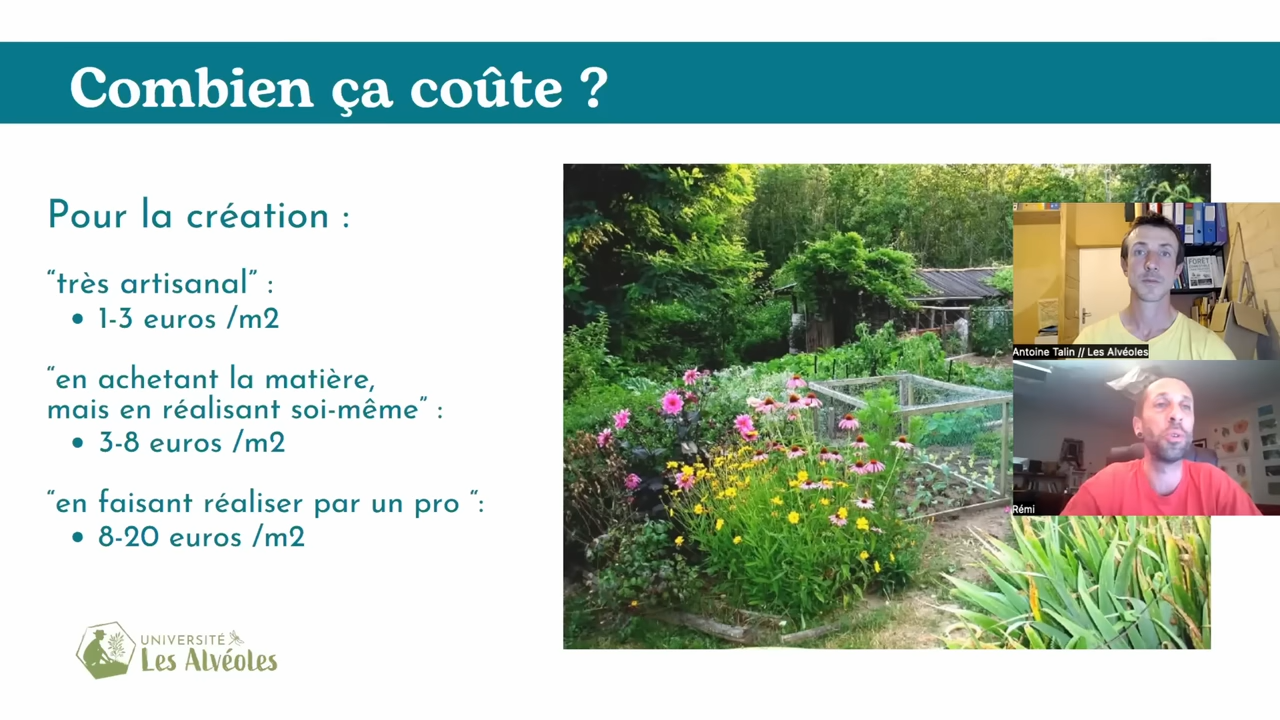 Combien ça coûte ?
Pour la création :
“très artisanal” :
• 1-3 euros /m2
“en achetant la matière,
mais en réalisant soi-même” :
• 3-8 euros /m2
“en faisant réaliser par un pro “:
• 8-20 euros /m2
UNIVERSITÉ
LES ALVÉOLES
FORÊT
Antoine Talin // Les Alvéoles
Rémi